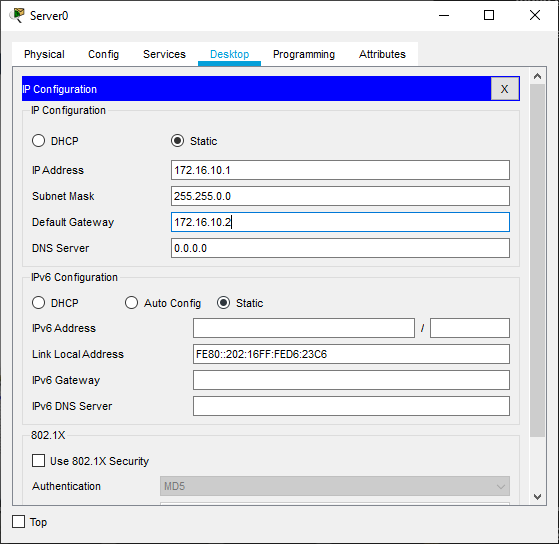 Server0
Physical Config Services Desktop Programming Attributes
IP Configuration X
IP Configuration
DHCP Static
IP Address 172.16.10.1
Subnet Mask 255.255.0.0
Default Gateway 172.16.10.2
DNS Server 0.0.0.0
IPv6 Configuration
DHCP Auto Config Static
IPv6 Address /
Link Local Address FE80::202:16FF:FED6:23C6
IPv6 Gateway
IPv6 DNS Server
802.1X
Use 802.1X Security
Authentication MD5
Top